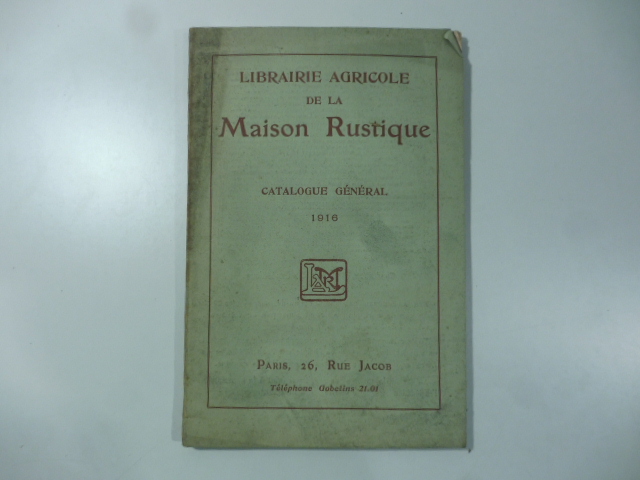 LIBRAIRIE AGRICOLE
DE LA
Maison Rustique
CATALOGUE GÉNÉRAL
1916
PARIS, 26, RUE JACOB
Téléphone Gobelins 21.01